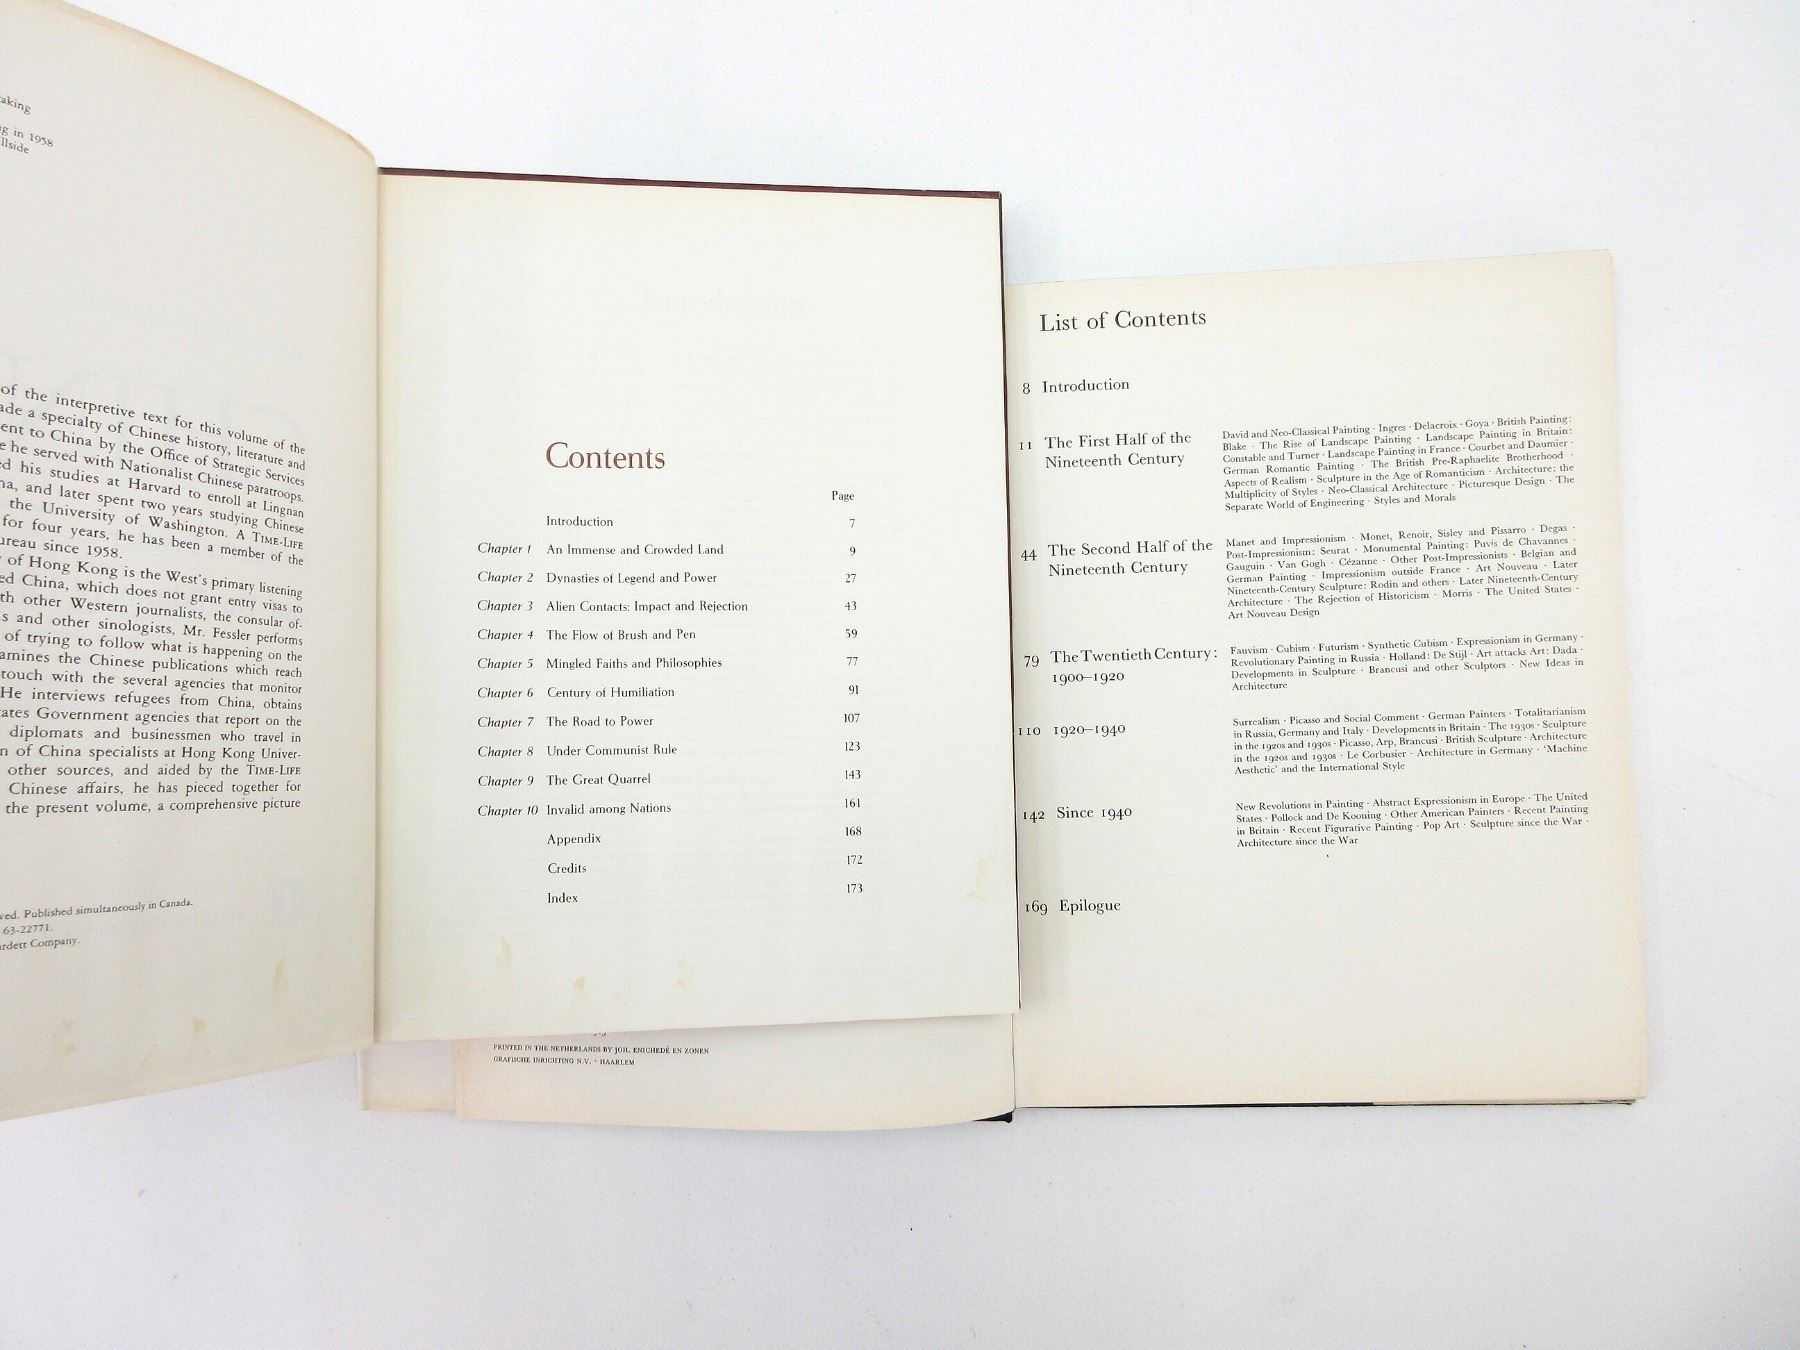 aking
g in 1958
llside
of the interpretive text for this volume of the
ade a specialty of Chinese history, literature and
ent to China by the Office of Strategic Services
e he served with Nationalist Chinese paratroops.
ed his studies at Harvard to enroll at Lingnan
na, and later spent two years studying Chinese
the University of Washington. A TIME-LIFE
for four years, he has been a member of the
ureau since 1958.
y of Hong Kong is the West's primary listening
ed China, which does not grant entry visas to
th other Western journalists, the consular of-
s and other sinologists, Mr. Fessler performs
of trying to follow what is happening on the
amines the Chinese publications which reach
touch with the several agencies that monitor
He interviews refugees from China, obtains
ates Government agencies that report on the
diplomats and businessmen who travel in
n of China specialists at Hong Kong Univer-
other sources, and aided by the TIME-LIFE
Chinese affairs, he has pieced together for
the present volume, a comprehensive picture
ved. Published simultaneously in Canada.
63-22771.
rdett Company.
Contents
Page
Introduction 7
Chapter 1 An Immense and Crowded Land 9
Chapter 2 Dynasties of Legend and Power 27
Chapter 3 Alien Contacts: Impact and Rejection 43
Chapter 4 The Flow of Brush and Pen 59
Chapter 5 Mingled Faiths and Philosophies 77
Chapter 6 Century of Humiliation 91
Chapter 7 The Road to Power 107
Chapter 8 Under Communist Rule 123
Chapter 9 The Great Quarrel 143
Chapter 10 Invalid among Nations 161
Appendix 168
Credits 172
Index 173
PRINTED IN THE NETHERLANDS BY JOH. ENSCHEDÉ EN ZONEN
GRAFISCHE INRICHTING N.V. · HAARLEM
List of Contents
8 Introduction
11 The First Half of the
Nineteenth Century
David and Neo-Classical Painting · Ingres · Delacroix · Goya · British Painting:
Blake · The Rise of Landscape Painting · Landscape Painting in Britain:
Constable and Turner · Landscape Painting in France · Courbet and Daumier ·
German Romantic Painting · The British Pre-Raphaelite Brotherhood ·
Aspects of Realism · Sculpture in the Age of Romanticism · Architecture: the
Multiplicity of Styles · Neo-Classical Architecture · Picturesque Design · The
Separate World of Engineering · Styles and Morals
44 The Second Half of the
Nineteenth Century
Manet and Impressionism · Monet, Renoir, Sisley and Pissarro · Degas ·
Post-Impressionism: Seurat · Monumental Painting: Puvis de Chavannes ·
Gauguin · Van Gogh · Cézanne · Other Post-Impressionists · Belgian and
German Painting · Impressionism outside France · Art Nouveau · Later
Nineteenth-Century Sculpture: Rodin and others · Later Nineteenth-Century
Architecture · The Rejection of Historicism · Morris · The United States ·
Art Nouveau Design
79 The Twentieth Century:
1900–1920
Fauvism · Cubism · Futurism · Synthetic Cubism · Expressionism in Germany ·
Revolutionary Painting in Russia · Holland: De Stijl · Art attacks Art: Dada ·
Developments in Sculpture · Brancusi and other Sculptors · New Ideas in
Architecture
110 1920–1940
Surrealism · Picasso and Social Comment · German Painters · Totalitarianism
in Russia, Germany and Italy · Developments in Britain · The 1930s · Sculpture
in the 1920s and 1930s · Picasso, Arp, Brancusi · British Sculpture · Architecture
in the 1920s and 1930s · Le Corbusier · Architecture in Germany · 'Machine
Aesthetic' and the International Style
142 Since 1940
New Revolutions in Painting · Abstract Expressionism in Europe · The United
States · Pollock and De Kooning · Other American Painters · Recent Painting
in Britain · Recent Figurative Painting · Pop Art · Sculpture since the War ·
Architecture since the War
169 Epilogue